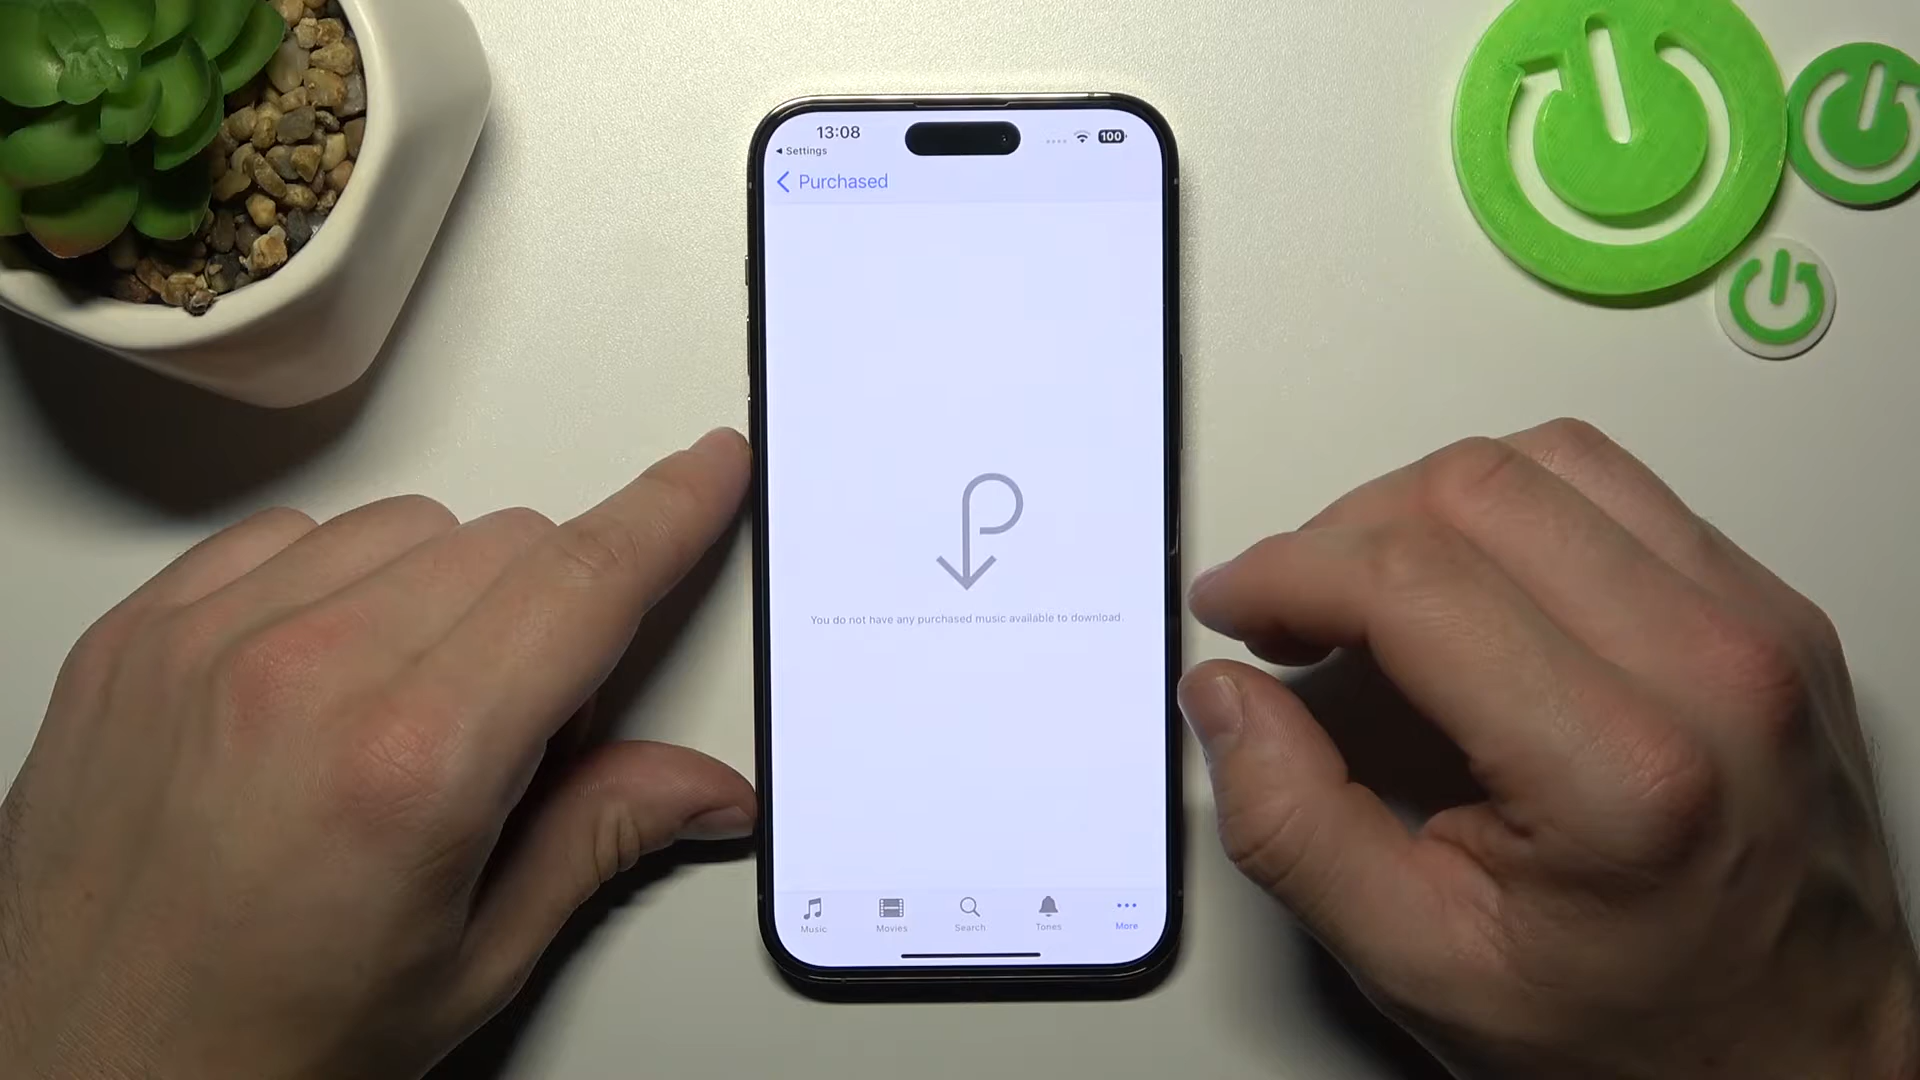 13:08
100
Settings
Purchased
You do not have any purchased music available to download.
Music
Movies
Search
Tones
More